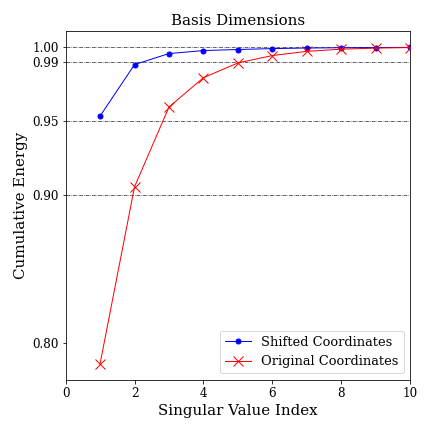 Basis Dimensions
1.00
0.99
0.95
0.90
0.80
Cumulative Energy
0 2 4 6 8 10
Singular Value Index
Shifted Coordinates
Original Coordinates